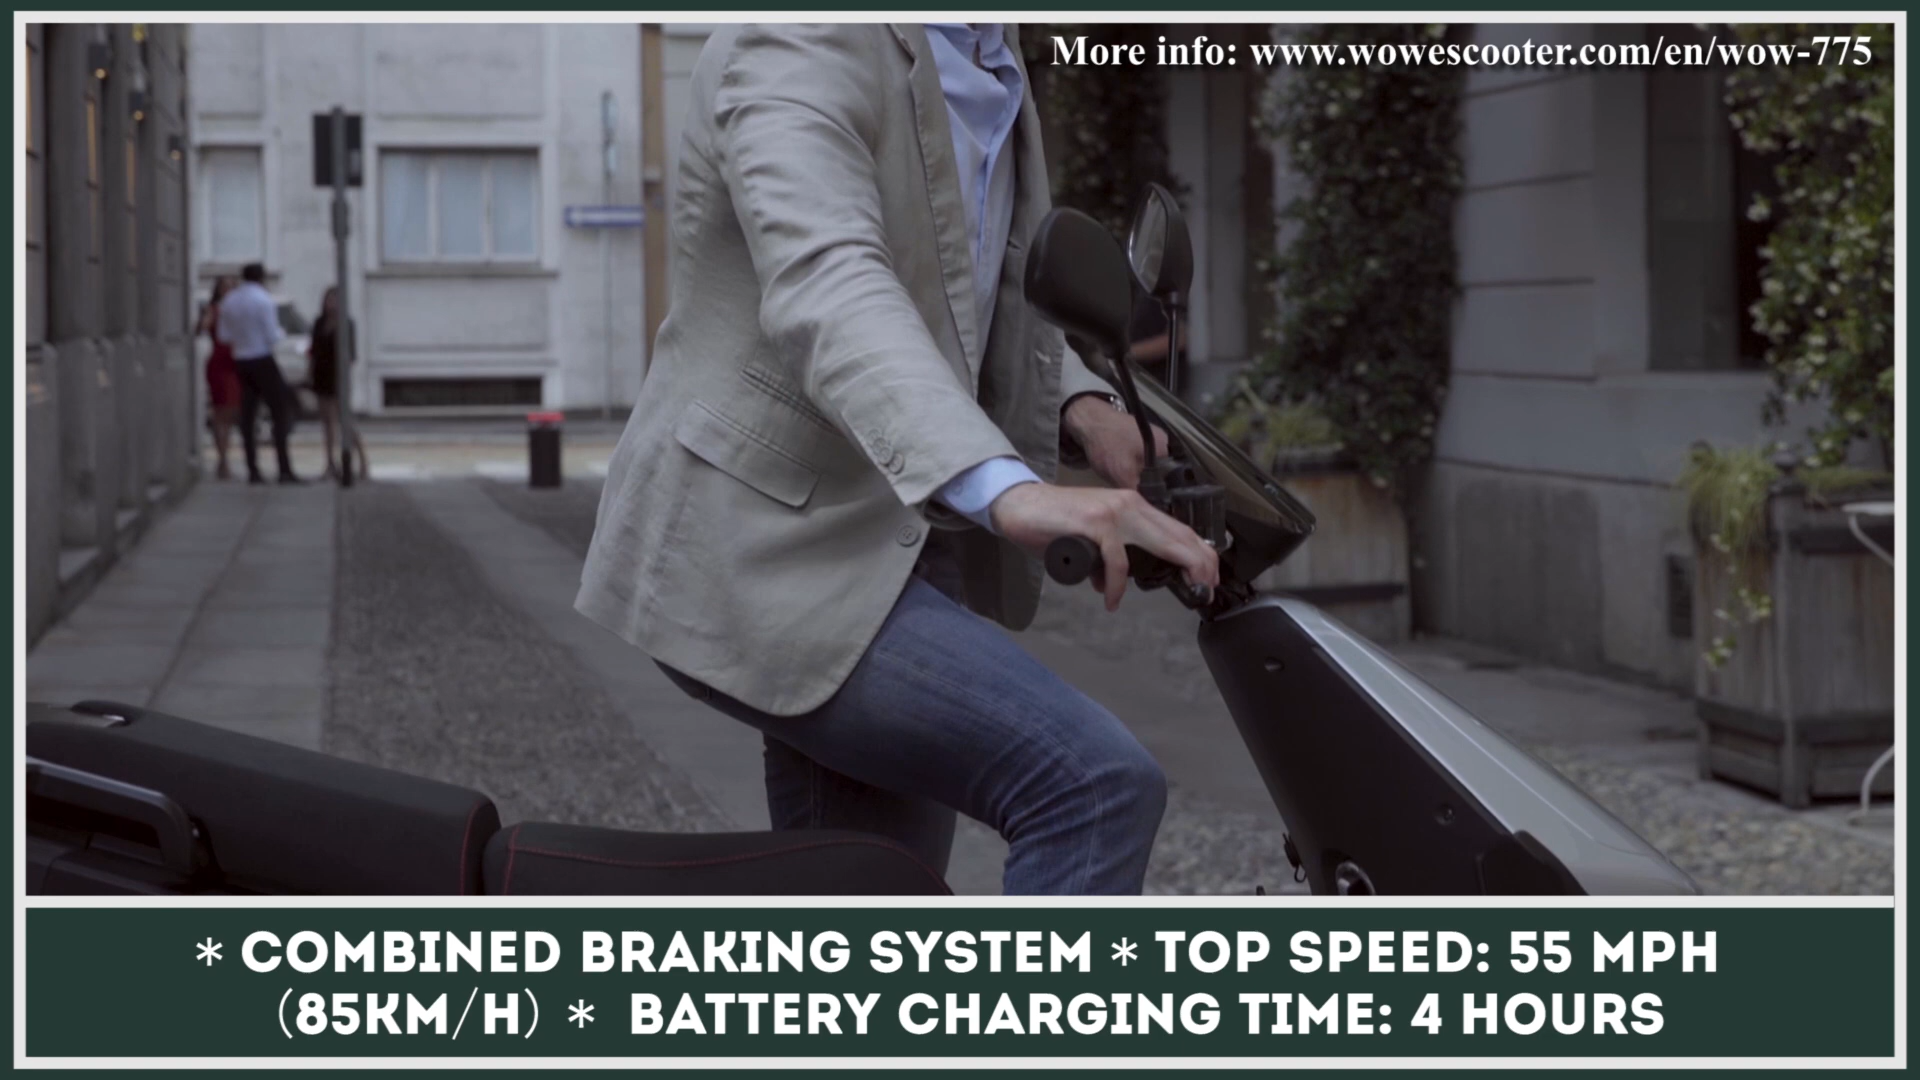 More info: www.wowescooter.com/en/wow-775
* COMBINED BRAKING SYSTEM * TOP SPEED: 55 MPH
(85KM/H) * BATTERY CHARGING TIME: 4 HOURS